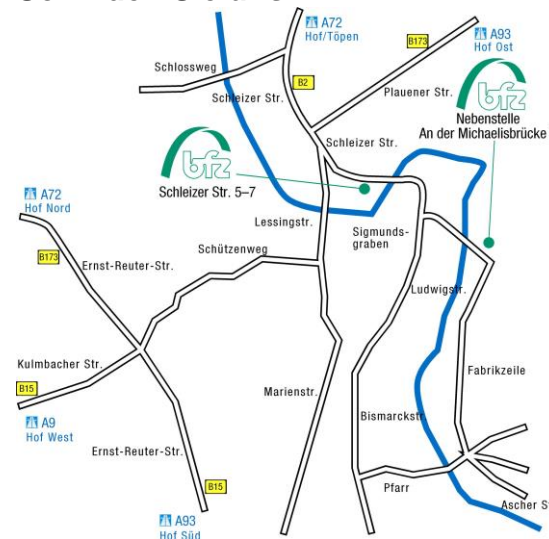 A72
Hof/Töpen
A93
Hof Ost
B173
Schlossweg
B2
Schleizer Str.
Plauener Str.
bfz
Nebenstelle
An der Michaelisbrücke
Schleizer Str.
bfz
Schleizer Str. 5–7
A72
Hof Nord
Lessingstr.
Sigmunds-
graben
Schützenweg
B173
Ernst-Reuter-Str.
Ludwigstr.
Kulmbacher Str.
Fabrikzeile
B15
Marienstr.
A9
Hof West
Bismarckstr.
Ernst-Reuter-Str.
B15
Pfarr
Ascher S
A93
Hof Süd